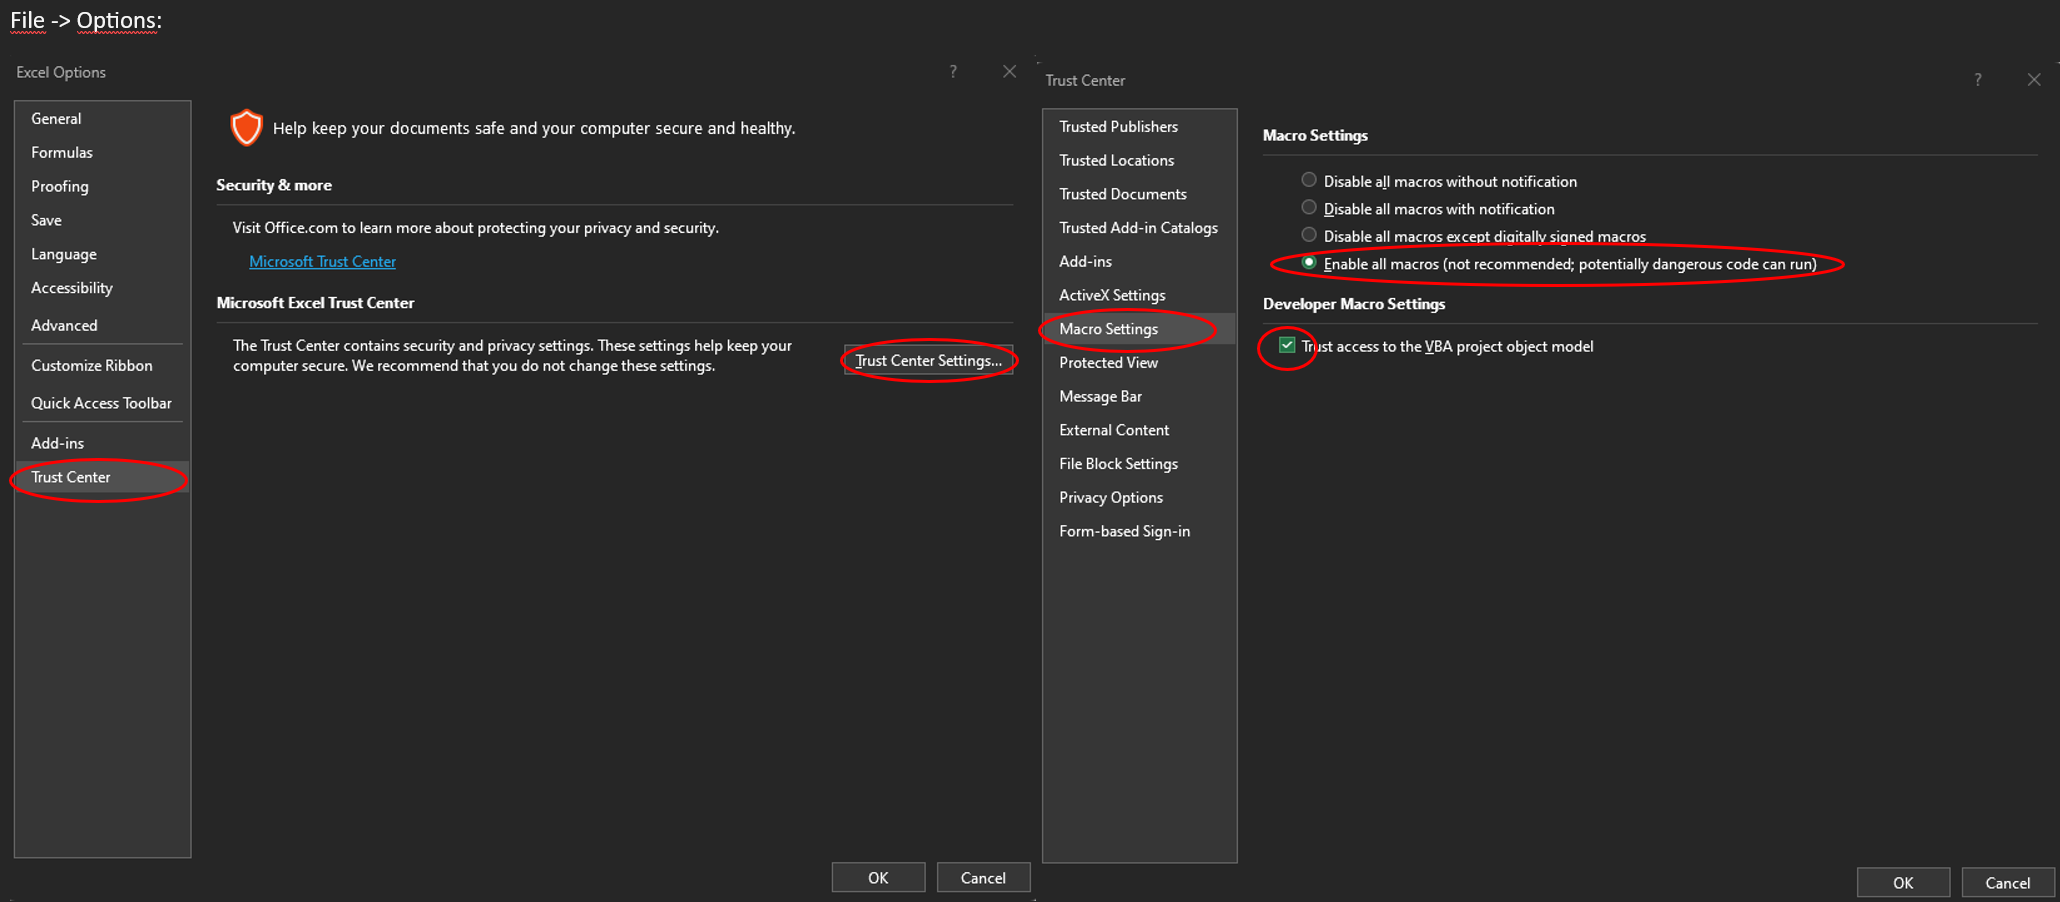 File -> Options:
Excel Options
?
General
Formulas
Proofing
Save
Language
Accessibility
Advanced
Customize Ribbon
Quick Access Toolbar
Add-ins
Trust Center
Help keep your documents safe and your computer secure and healthy.
Security & more
Visit Office.com to learn more about protecting your privacy and security.
Microsoft Trust Center
Microsoft Excel Trust Center
The Trust Center contains security and privacy settings. These settings help keep your
computer secure. We recommend that you do not change these settings.
Trust Center Settings...
OK
Cancel
Trust Center
?
Trusted Publishers
Trusted Locations
Trusted Documents
Trusted Add-in Catalogs
Add-ins
ActiveX Settings
Macro Settings
Protected View
Message Bar
External Content
File Block Settings
Privacy Options
Form-based Sign-in
Macro Settings
Disable all macros without notification
Disable all macros with notification
Disable all macros except digitally signed macros
Enable all macros (not recommended; potentially dangerous code can run)
Developer Macro Settings
Trust access to the VBA project object model
OK
Cancel